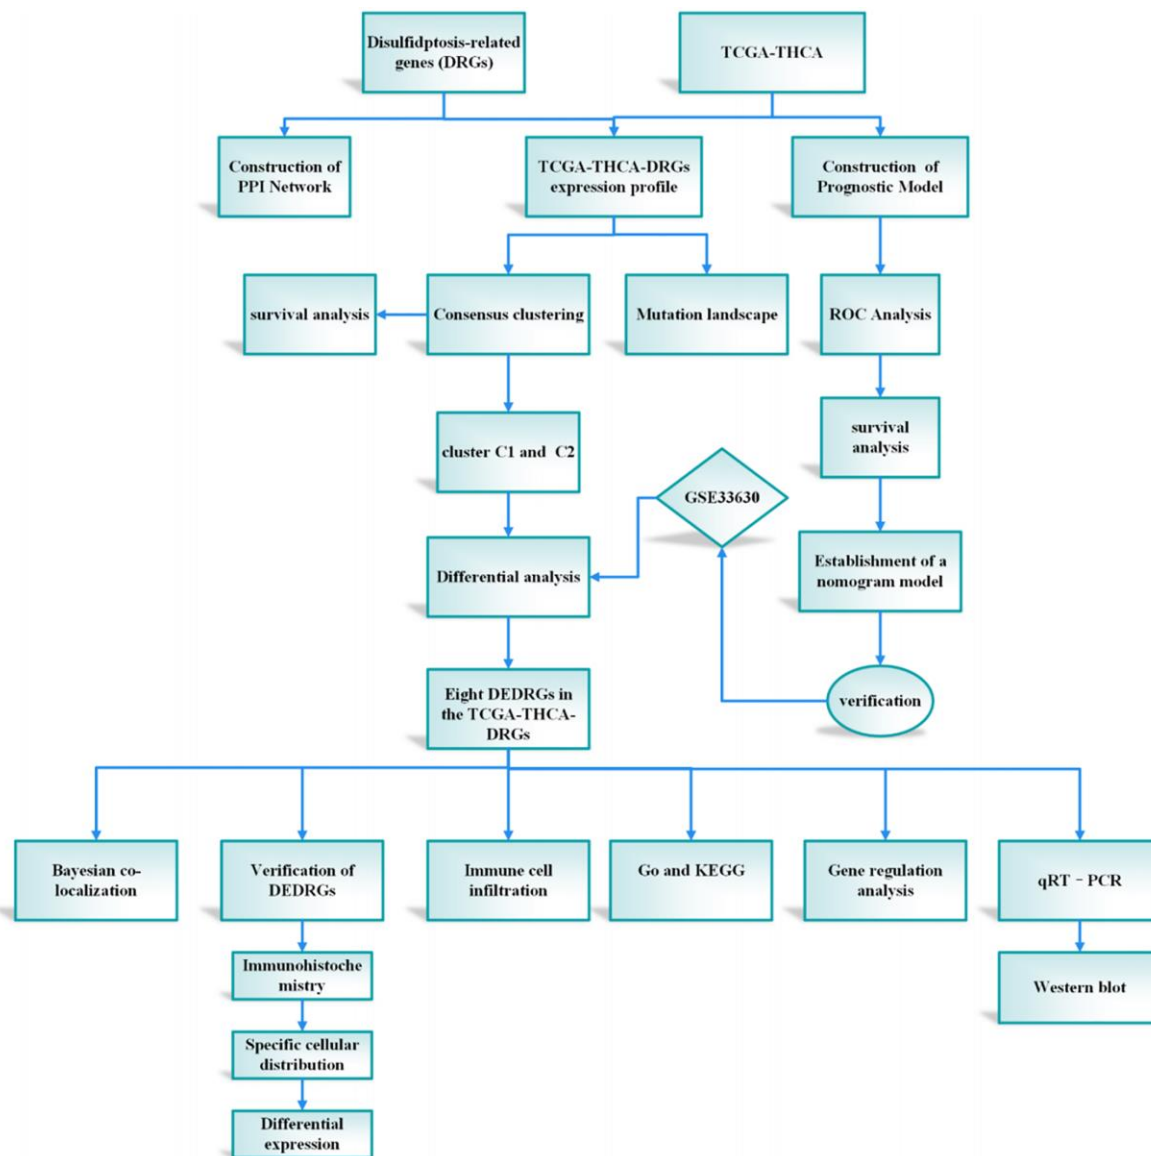 Disulfidptosis-related
genes (DRGs)
TCGA-THCA
Construction of
PPI Network
TCGA-THCA-DRGs
expression profile
Construction of
Prognostic Model
survival analysis
Consensus clustering
Mutation landscape
ROC Analysis
cluster C1 and C2
GSE33630
survival
analysis
Differential analysis
Establishment of a
nomogram model
Eight DEDRGs in
the TCGA-THCA-
DRGs
verification
Bayesian co-
localization
Verification of
DEDRGs
Immune cell
infiltration
Go and KEGG
Gene regulation
analysis
qRT–PCR
Immunohistoche
mistry
Western blot
Specific cellular
distribution
Differential
expression